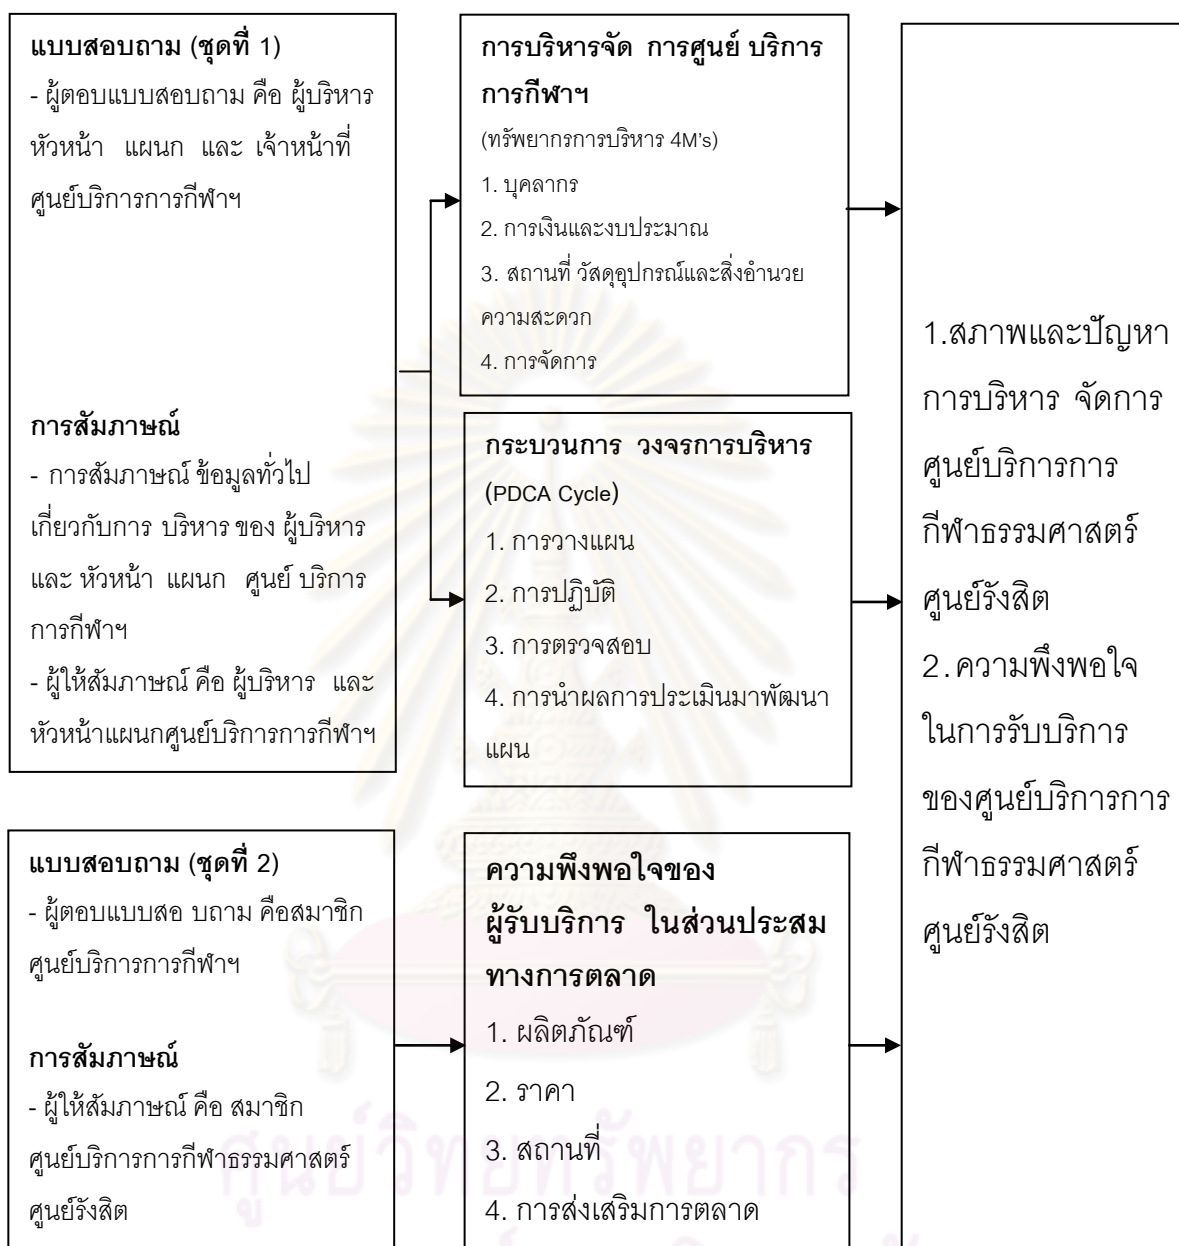 แบบสอบถาม (ชุดที่ 1)
- ผู้ตอบแบบสอบถาม คือ ผู้บริหาร
หัวหน้า แผนก และ เจ้าหน้าที่
ศูนย์บริการการกีฬาฯ
การสัมภาษณ์
- การสัมภาษณ์ ข้อมูลทั่วไป
เกี่ยวกับการ บริหาร ของ ผู้บริหาร
และ หัวหน้า แผนก ศูนย์ บริการ
การกีฬาฯ
- ผู้ให้สัมภาษณ์ คือ ผู้บริหาร และ
หัวหน้าแผนกศูนย์บริการการกีฬาฯ
การบริหารจัด การศูนย์ บริการ
การกีฬาฯ
(ทรัพยากรการบริหาร 4M's)
1. บุคลากร
2. การเงินและงบประมาณ
3. สถานที่ วัสดุอุปกรณ์และสิ่งอำนวย
ความสะดวก
4. การจัดการ
กระบวนการ วงจรการบริหาร
(PDCA Cycle)
1. การวางแผน
2. การปฏิบัติ
3. การตรวจสอบ
4. การนำผลการประเมินมาพัฒนา
แผน
แบบสอบถาม (ชุดที่ 2)
- ผู้ตอบแบบสอ บถาม คือสมาชิก
ศูนย์บริการการกีฬาฯ
การสัมภาษณ์
- ผู้ให้สัมภาษณ์ คือ สมาชิก
ศูนย์บริการการกีฬาธรรมศาสตร์
ศูนย์รังสิต
ความพึงพอใจของ
ผู้รับบริการ ในส่วนประสม
ทางการตลาด
1. ผลิตภัณฑ์
2. ราคา
3. สถานที่
4. การส่งเสริมการตลาด
1.สภาพและปัญหา
การบริหาร จัดการ
ศูนย์บริการการ
กีฬาธรรมศาสตร์
ศูนย์รังสิต
2.ความพึงพอใจ
ในการรับบริการ
ของศูนย์บริการการ
กีฬาธรรมศาสตร์
ศูนย์รังสิต
ศูนย์วิทยทรัพยากร